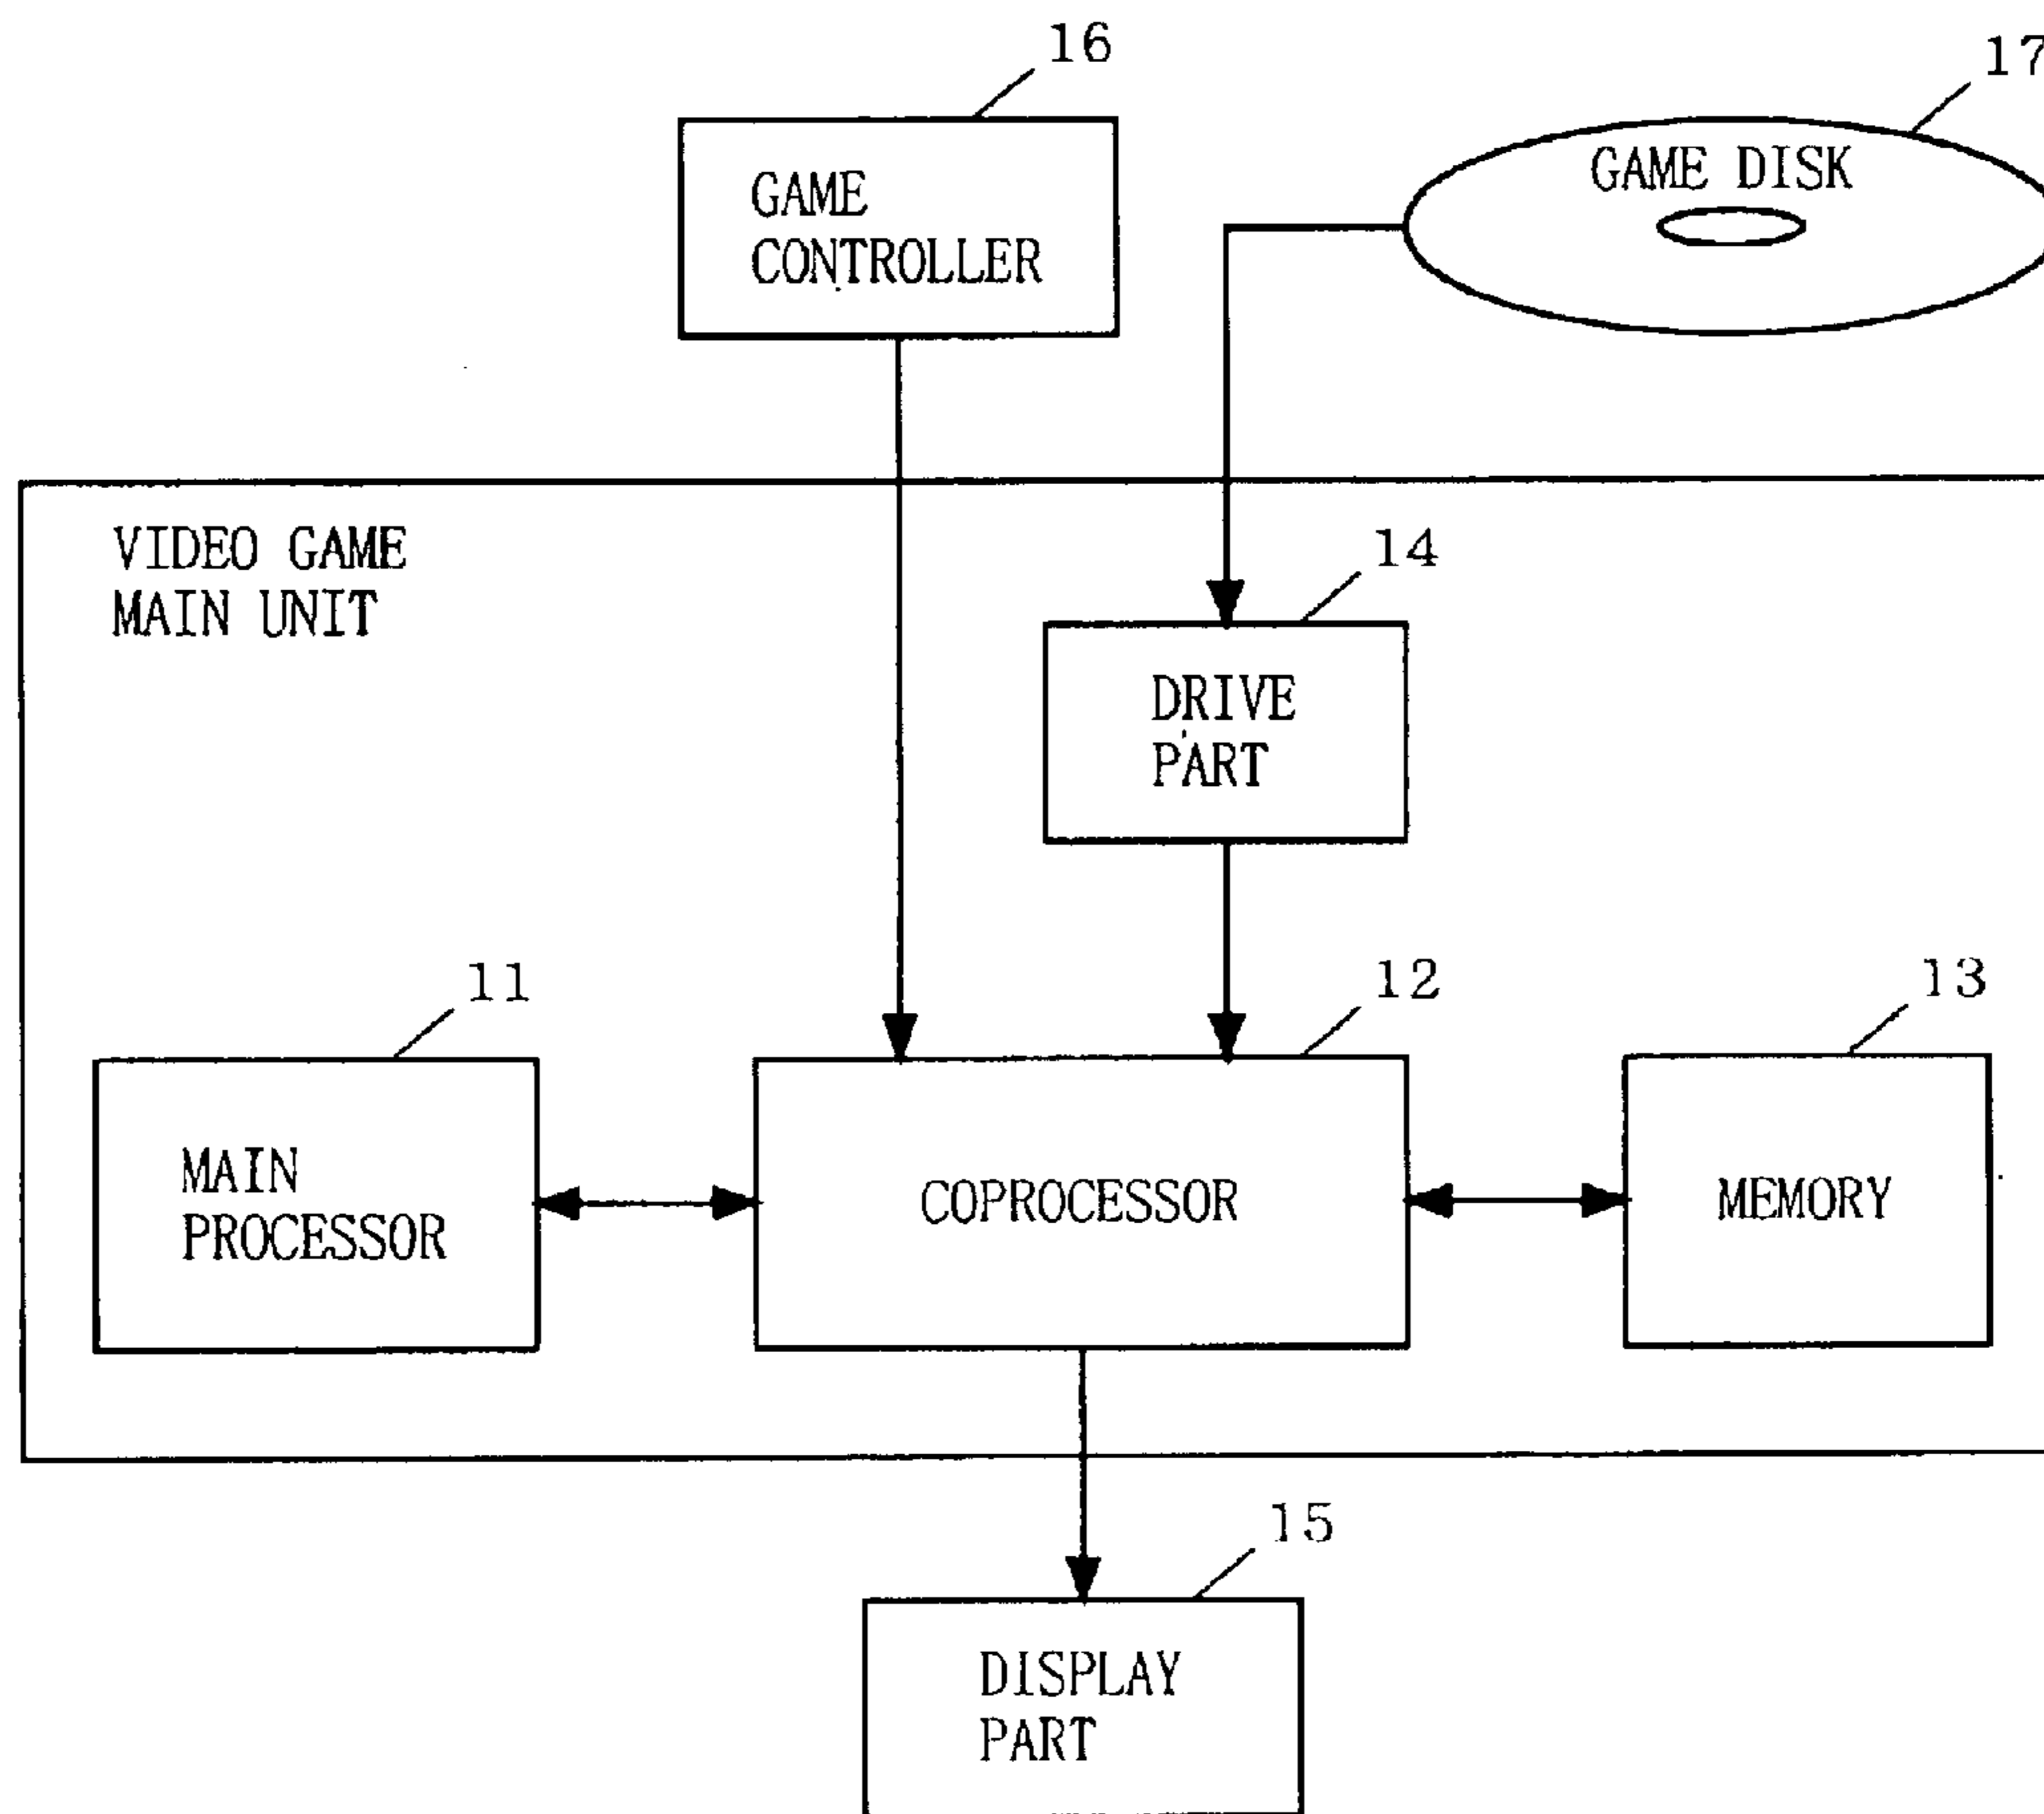 16
17
GAME
CONTROLLER
GAME DISK
VIDEO GAME
MAIN UNIT
14
DRIVE
PART
11
12
13
MAIN
PROCESSOR
COPROCESSOR
MEMORY
15
DISPLAY
PART